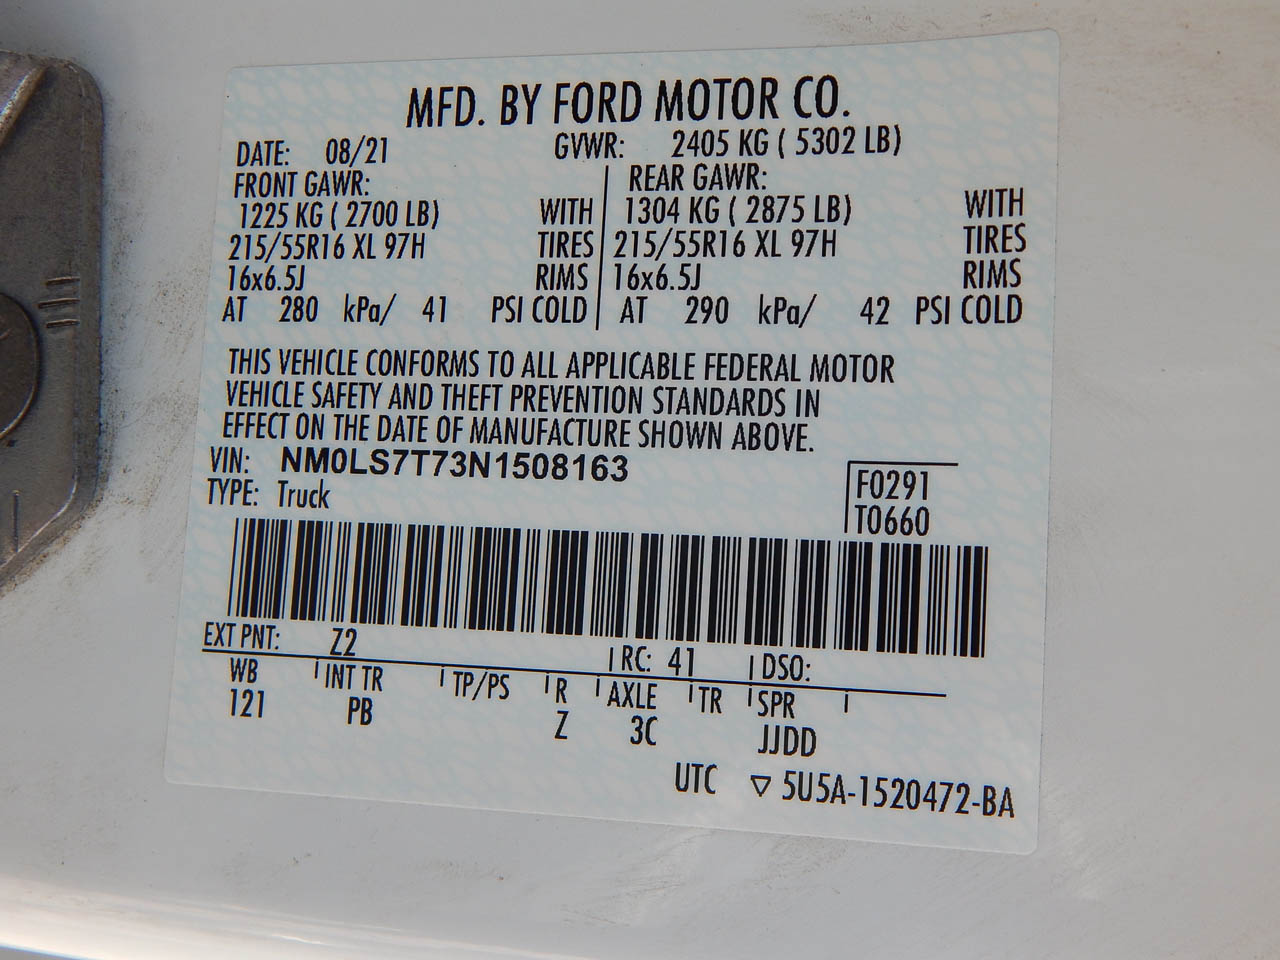 MFD. BY FORD MOTOR CO.
DATE: 08/21 GVWR: 2405 KG ( 5302 LB)
FRONT GAWR: REAR GAWR:
1225 KG ( 2700 LB) WITH 1304 KG ( 2875 LB) WITH
215/55R16 XL 97H TIRES 215/55R16 XL 97H TIRES
16x6.5J RIMS 16x6.5J RIMS
AT 280 kPa/ 41 PSI COLD AT 290 kPa/ 42 PSI COLD
THIS VEHICLE CONFORMS TO ALL APPLICABLE FEDERAL MOTOR
VEHICLE SAFETY AND THEFT PREVENTION STANDARDS IN
EFFECT ON THE DATE OF MANUFACTURE SHOWN ABOVE.
VIN: NM0LS7T73N1508163
TYPE: Truck
F0291
T0660
EXT PNT: Z2 RC: 41 DSO:
WB INT TR TP/PS R AXLE TR SPR
121 PB Z 3C JJDD
UTC ▽ 5U5A-1520472-BA